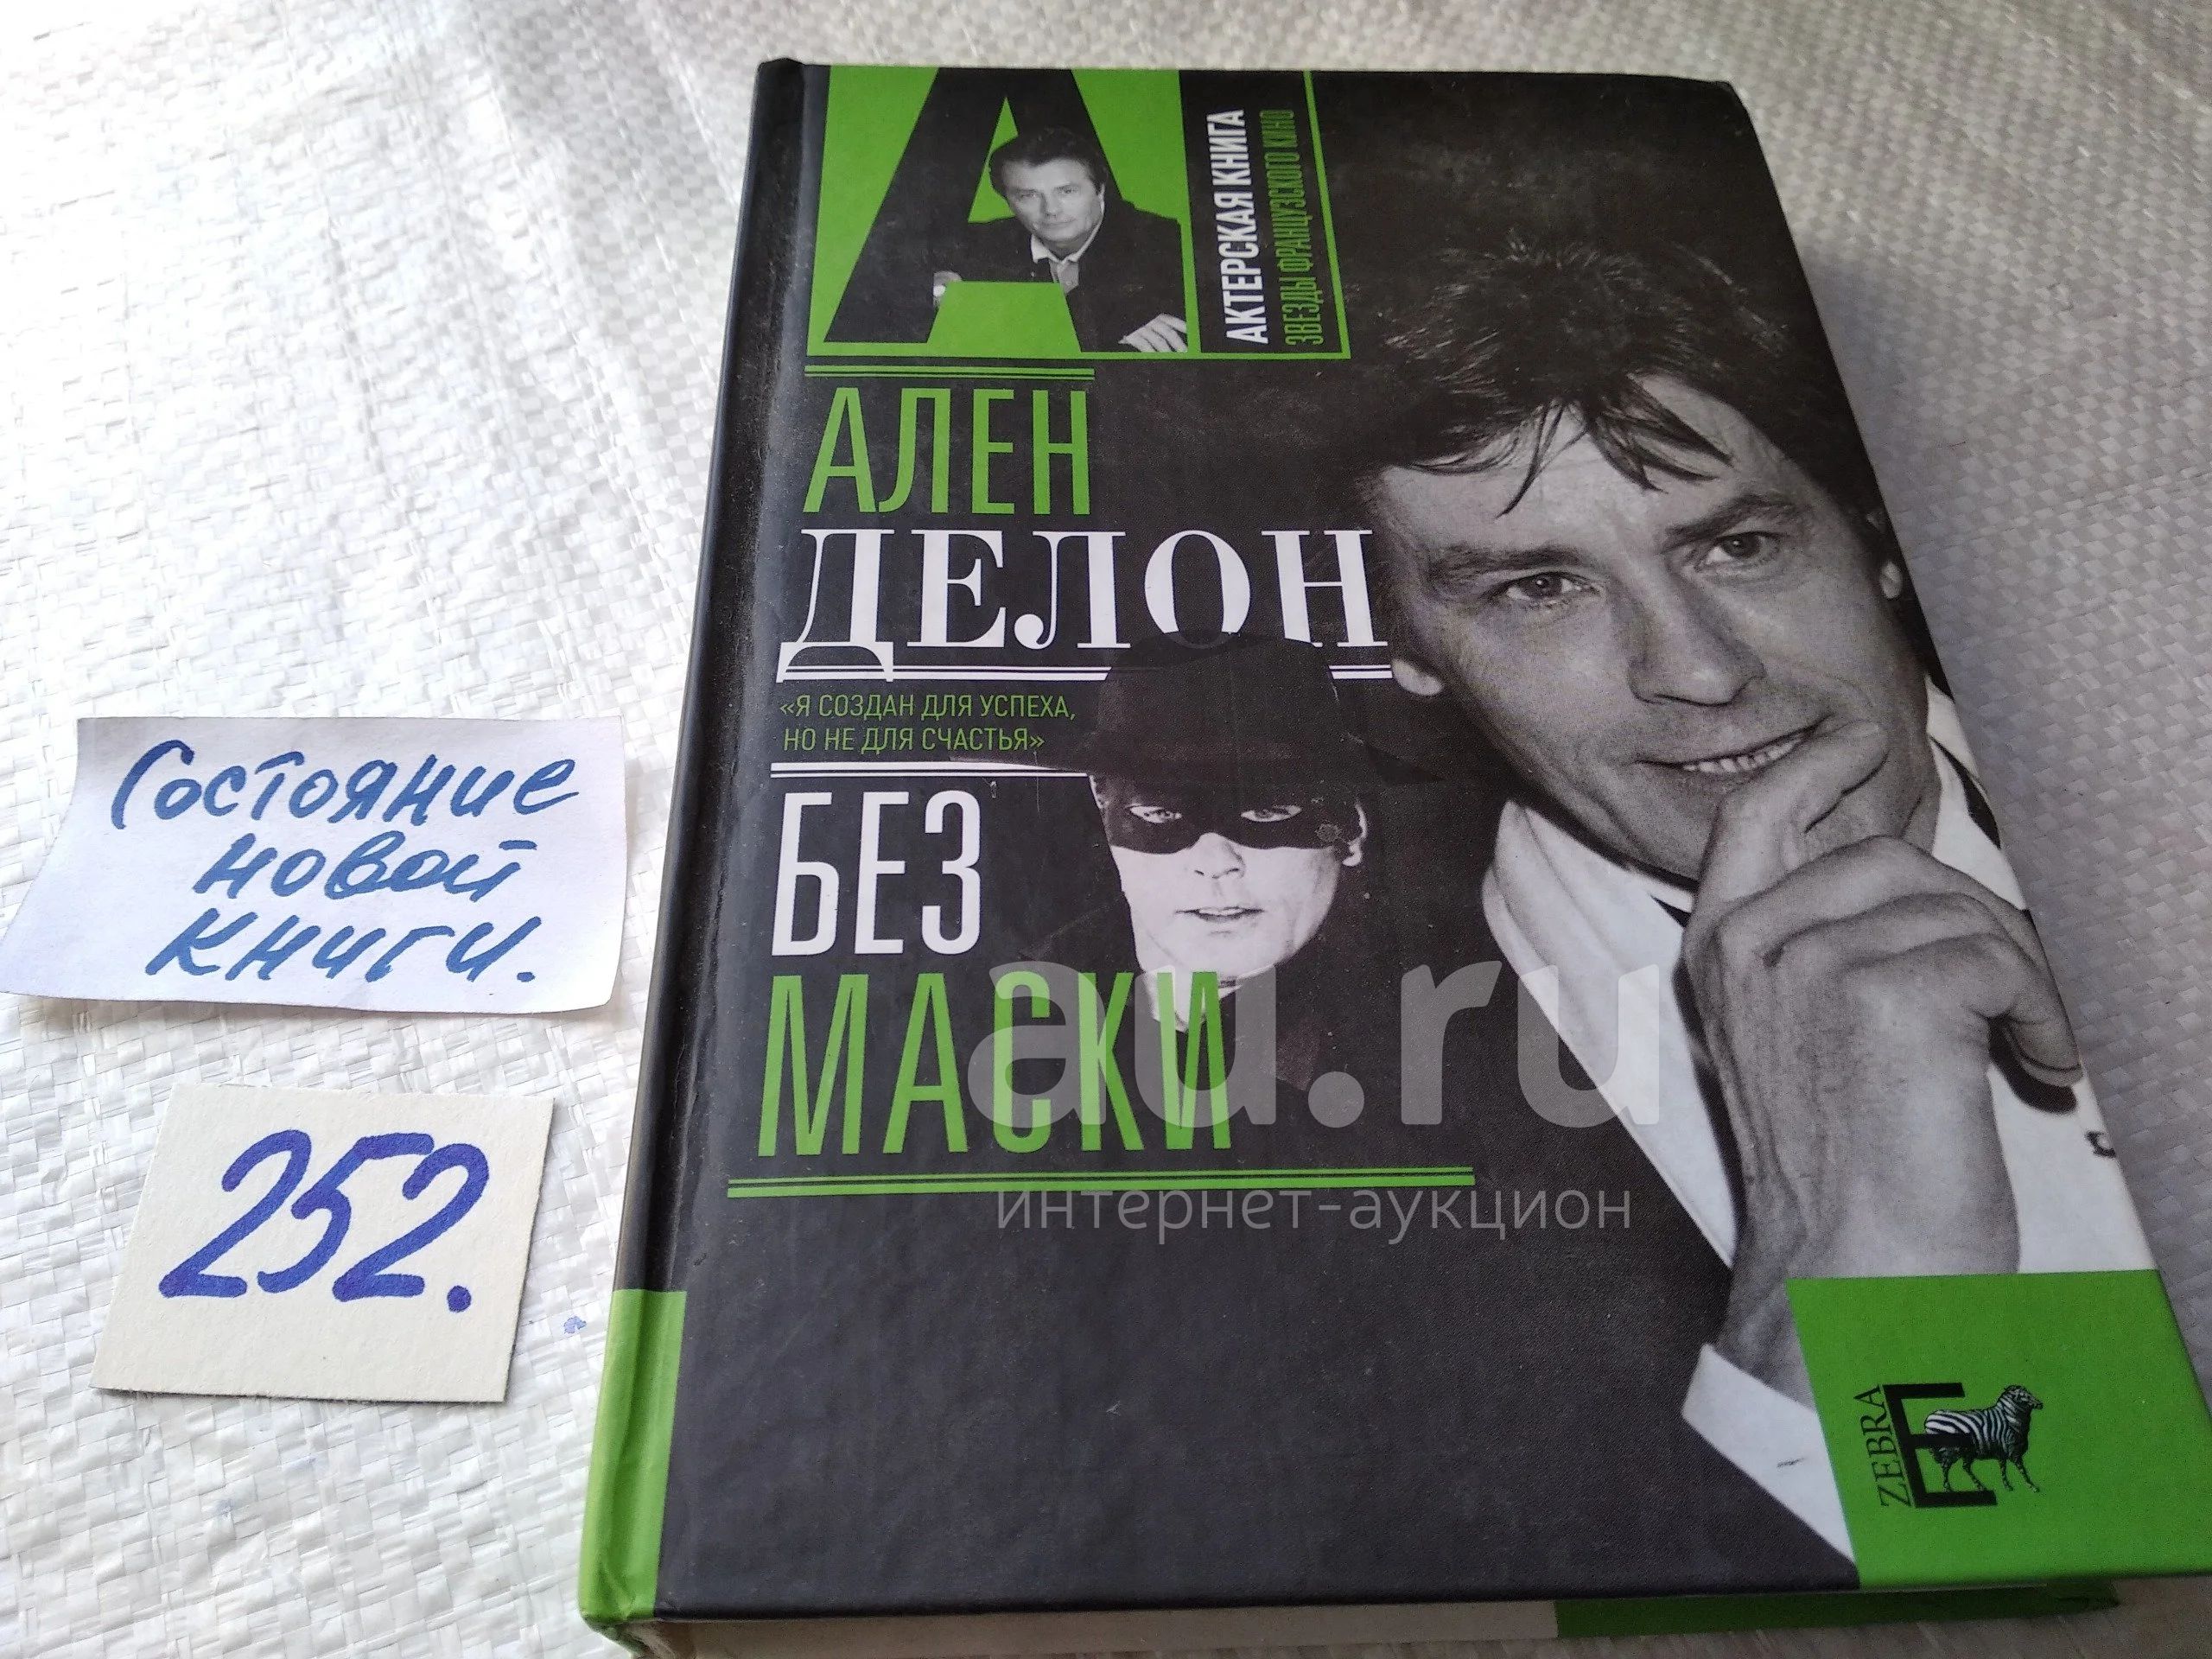 АКТЕРСКАЯ КНИГА
ЗВЕЗДЫ ФРАНЦУЗСКОГО КИНО
АЛЕН
ДЕЛОН
«Я СОЗДАН ДЛЯ УСПЕХА,
НО НЕ ДЛЯ СЧАСТЬЯ»
БЕЗ
МАСКИ
Состояние
новой
книги.
252.
au.ru
интернет-аукцион
ZEBRA
E